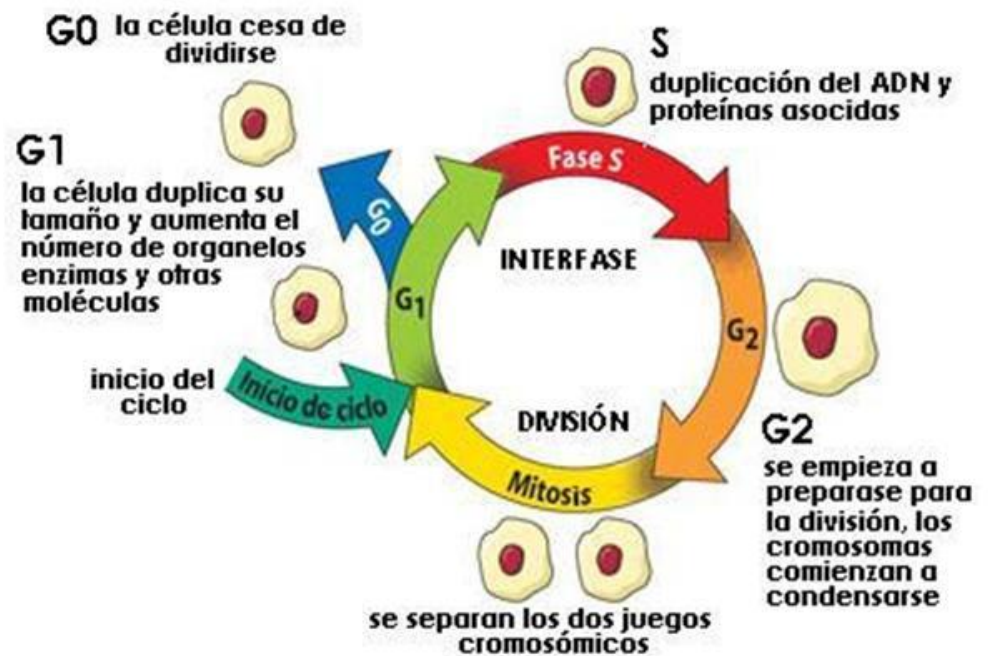 G0 la célula cesa de
dividirse
S
duplicación del ADN y
proteínas asocidas
G1
la célula duplica su
tamaño y aumenta el
número de organelos
enzimas y otras
moléculas
inicio del
ciclo
Inicio de ciclo
G0
G1
Fase S
INTERFASE
G2
DIVISIÓN
Mitosis
G2
se empieza a
preparase para
la división, los
cromosomas
comienzan a
condensarse
se separan los dos juegos
cromosómicos